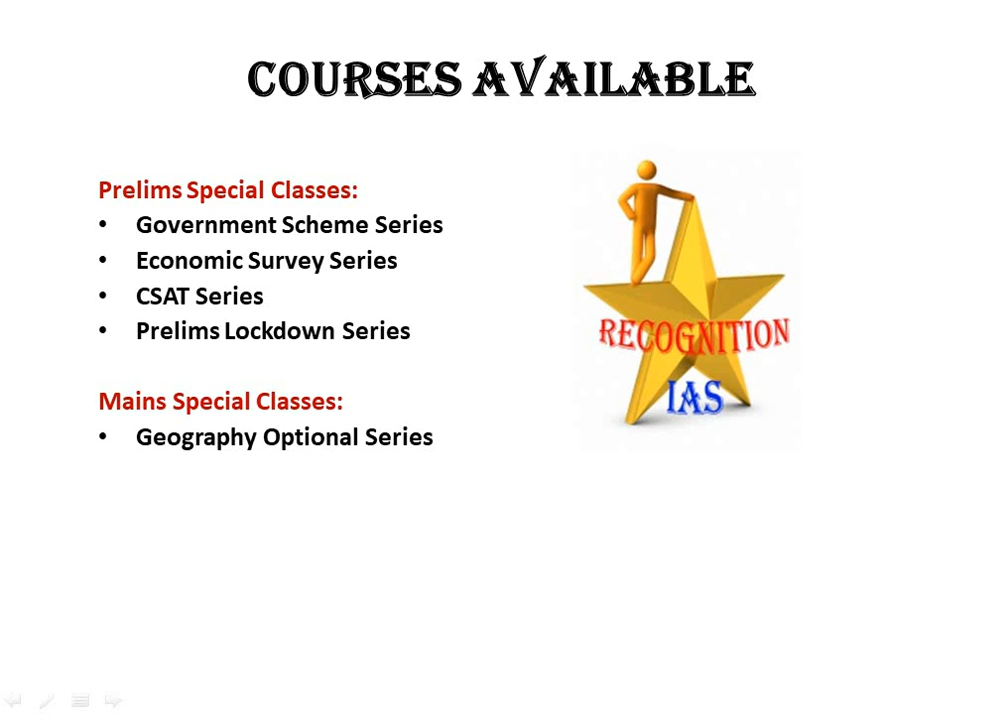 COURSES AVAILABLE
Prelims Special Classes:
• Government Scheme Series
• Economic Survey Series
• CSAT Series
• Prelims Lockdown Series
Mains Special Classes:
• Geography Optional Series
RECOGNITION
IAS